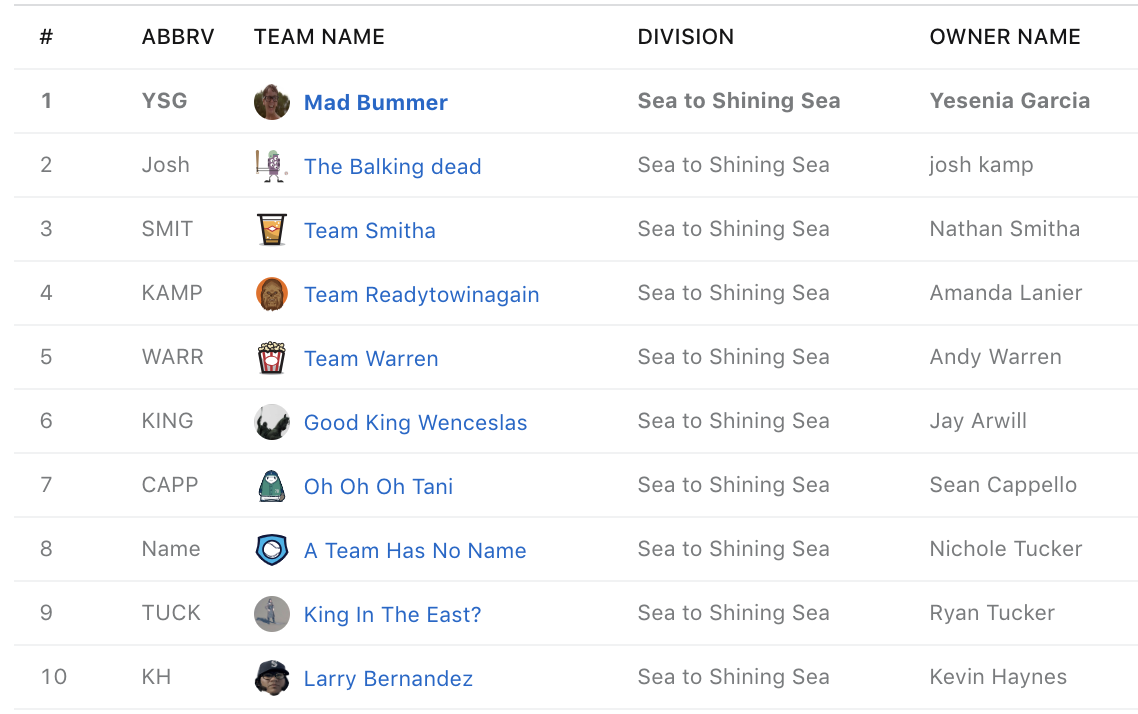 # ABBRV TEAM NAME DIVISION OWNER NAME
1 YSG Mad Bummer Sea to Shining Sea Yesenia Garcia
2 Josh The Balking dead Sea to Shining Sea josh kamp
3 SMIT Team Smitha Sea to Shining Sea Nathan Smitha
4 KAMP Team Readytowinagain Sea to Shining Sea Amanda Lanier
5 WARR Team Warren Sea to Shining Sea Andy Warren
6 KING Good King Wenceslas Sea to Shining Sea Jay Arwill
7 CAPP Oh Oh Oh Tani Sea to Shining Sea Sean Cappello
8 Name A Team Has No Name Sea to Shining Sea Nichole Tucker
9 TUCK King In The East? Sea to Shining Sea Ryan Tucker
10 KH Larry Bernandez Sea to Shining Sea Kevin Haynes